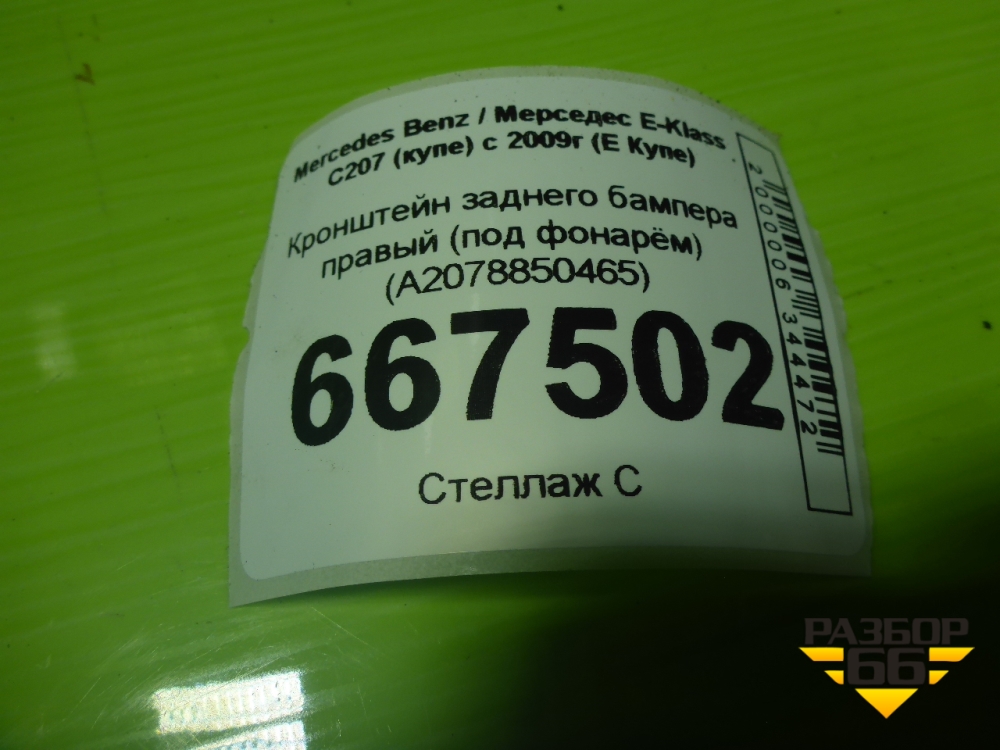 Mercedes Benz / Мерседес E-Klass
C207 (купе) с 2009г (Е Купе)
Кронштейн заднего бампера
правый (под фонарём)
(A2078850465)
667502
Стеллаж С
2000006344472
РАЗБОР
66